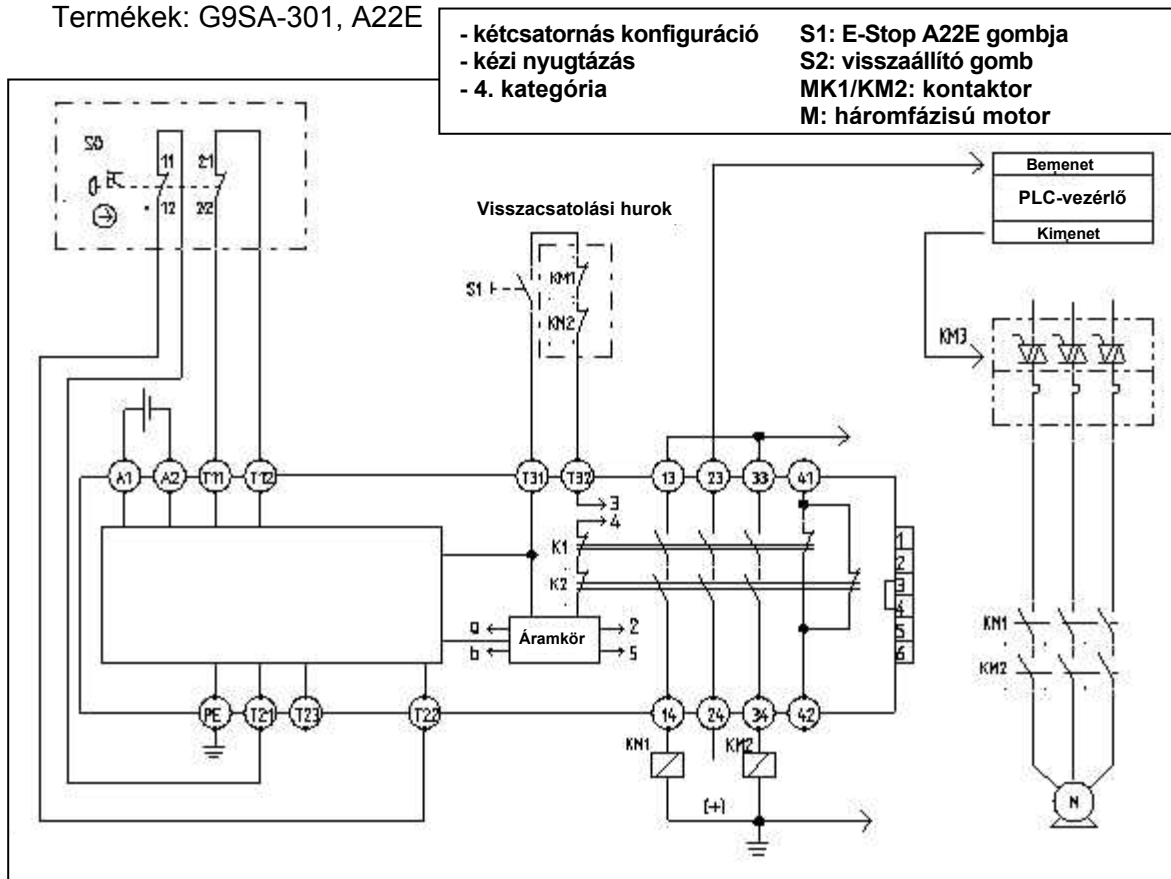 Termékek: G9SA-301, A22E
- kétcsatornás konfiguráció
- kézi nyugtázás
- 4. kategória
S1: E-Stop A22E gombja
S2: visszaállító gomb
MK1/KM2: kontaktor
M: háromfázisú motor
S0
11
21
12
22
Visszacsatolási hurok
S1
KM1
KM2
Bemenet
PLC-vezérlő
Kimenet
KM3
A1
A2
T11
T12
T31
T32
13
23
33
41
3
4
K1
K2
a
b
Áramkör
2
5
1
2
3
4
5
6
PE
T21
T23
T22
14
24
34
42
KM1
KM2
(+)
KM1
KM2